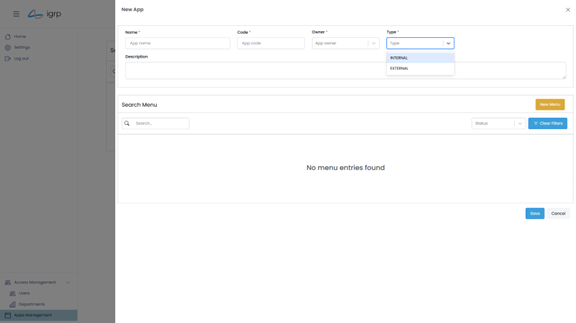 igrp
Home
Settings
Log out
Access Management
Users
Departments
Apps Management
New App
Name *
Code *
Owner *
Type *
App name
App code
App owner
Type
INTERNAL
EXTERNAL
Description
Search Menu
New Menu
Search...
Status
Clear Filters
No menu entries found
Save
Cancel